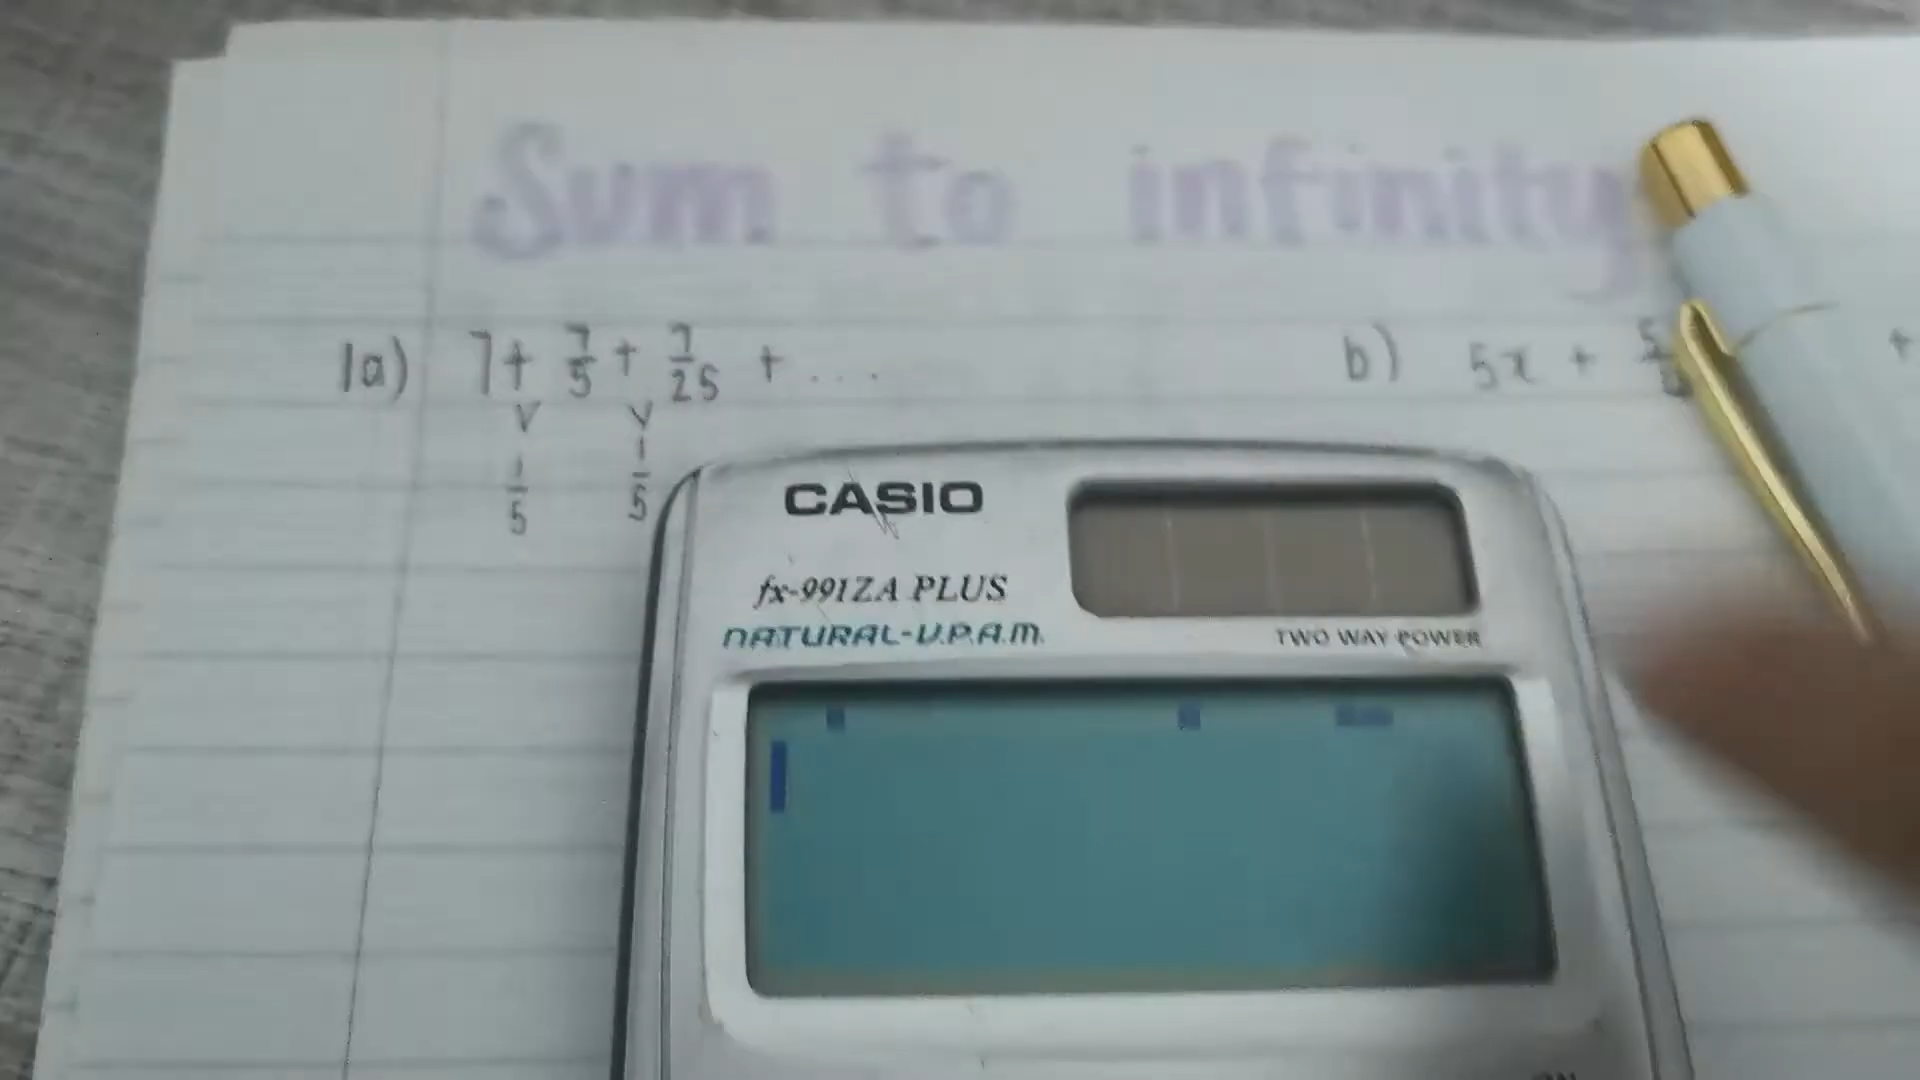 Sum to infinity
1a) 7 + 7/5 + 7/25 + ...
b) 5x + 5 +
1/5 1/5
CASIO
fx-991ZA PLUS
NATURAL-V.P.A.M.
TWO WAY POWER